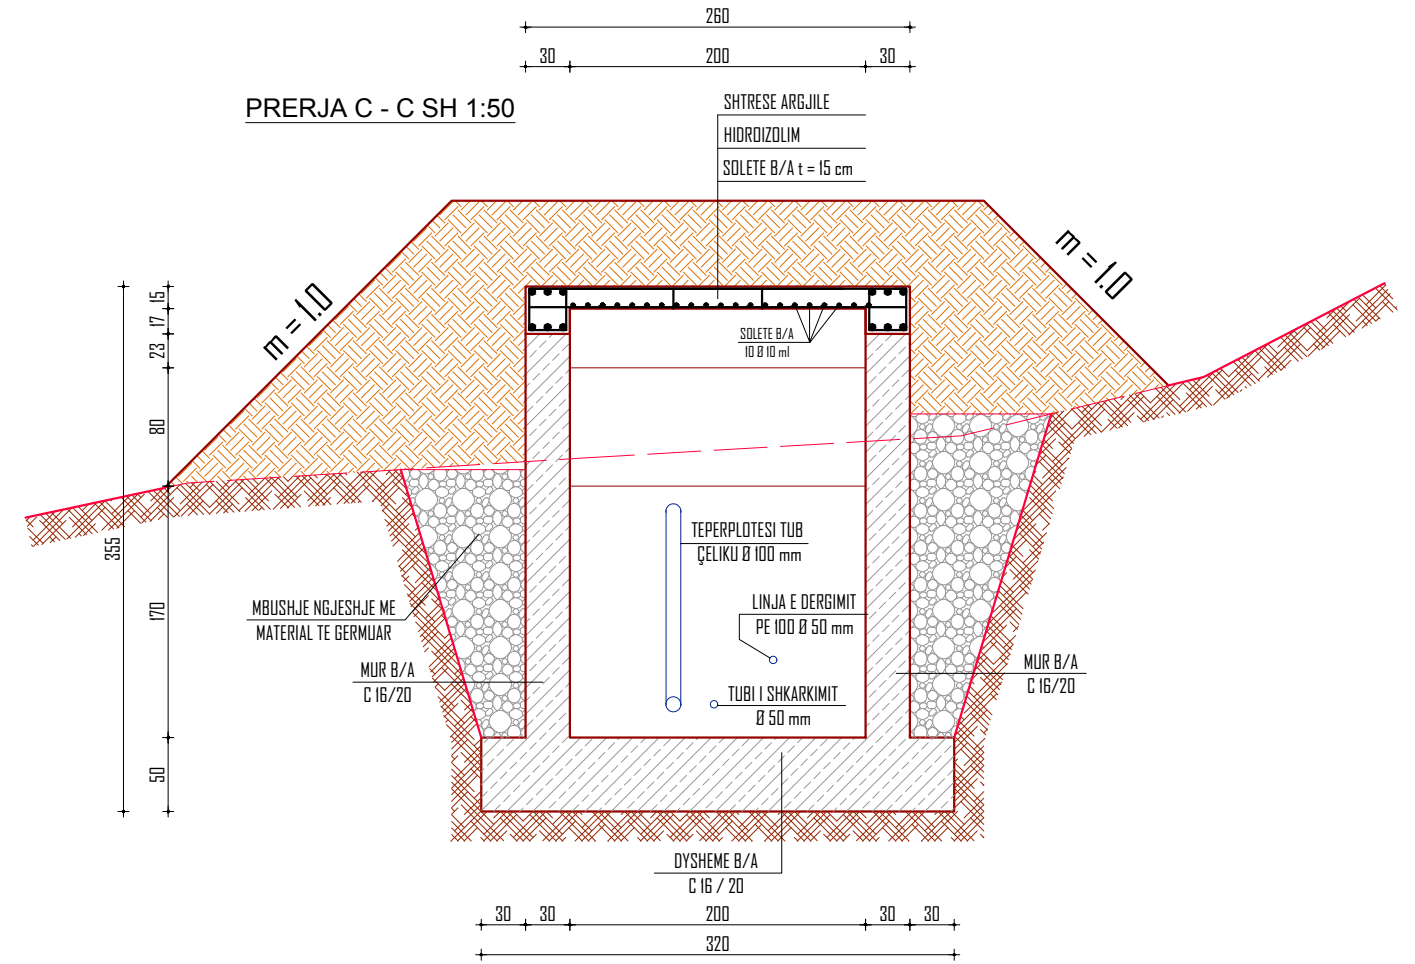 260
30 200 30
PRERJA C - C SH 1:50
SHTRESE ARGJILE
HIDROIZOLIM
SOLETE B/A t = 15 cm
m = 1.0
m = 1.0
15
17
23
80
355
170
50
SOLETE B/A
10 Ø 10 ml
TEPERPLOTESI TUB
ÇELIKU Ø 100 mm
LINJA E DERGIMIT
PE 100 Ø 50 mm
MBUSHJE NGJESHJE ME
MATERIAL TE GERMUAR
MUR B/A
C 16/20
MUR B/A
C 16/20
TUBI I SHKARKIMIT
Ø 50 mm
DYSHEME B/A
C 16 / 20
30 30 200 30 30
320